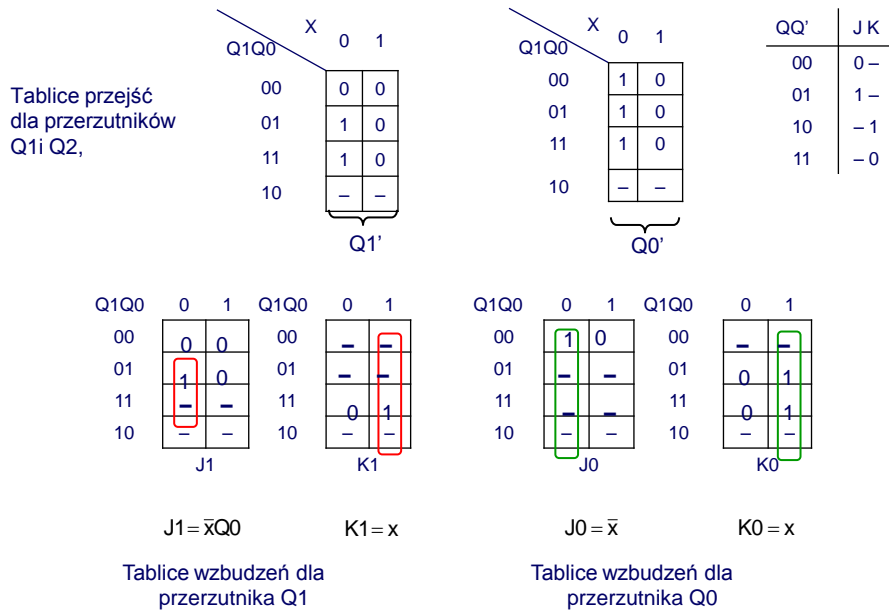 X 0 1
Q1Q0
00 0 0
01 1 0
11 1 0
10 – –
Q1’
X 0 1
Q1Q0
00 1 0
01 1 0
11 1 0
10 – –
Q0’
QQ’ J K
00 0 –
01 1 –
10 – 1
11 – 0
Tablice przejść
dla przerzutników
Q1i Q2,
Q1Q0 0 1
00 0 0
01 1 0
11 – –
10 – –
J1
Q1Q0 0 1
00 – –
01 – –
11 0 1
10 – –
K1
Q1Q0 0 1
00 1 0
01 – –
11 – –
10 – –
J0
Q1Q0 0 1
00 – –
01 0 1
11 0 1
10 – –
K0
J1 = x̅Q0
K1 = x
J0 = x̅
K0 = x
Tablice wzbudzeń dla
przerzutnika Q1
Tablice wzbudzeń dla
przerzutnika Q0